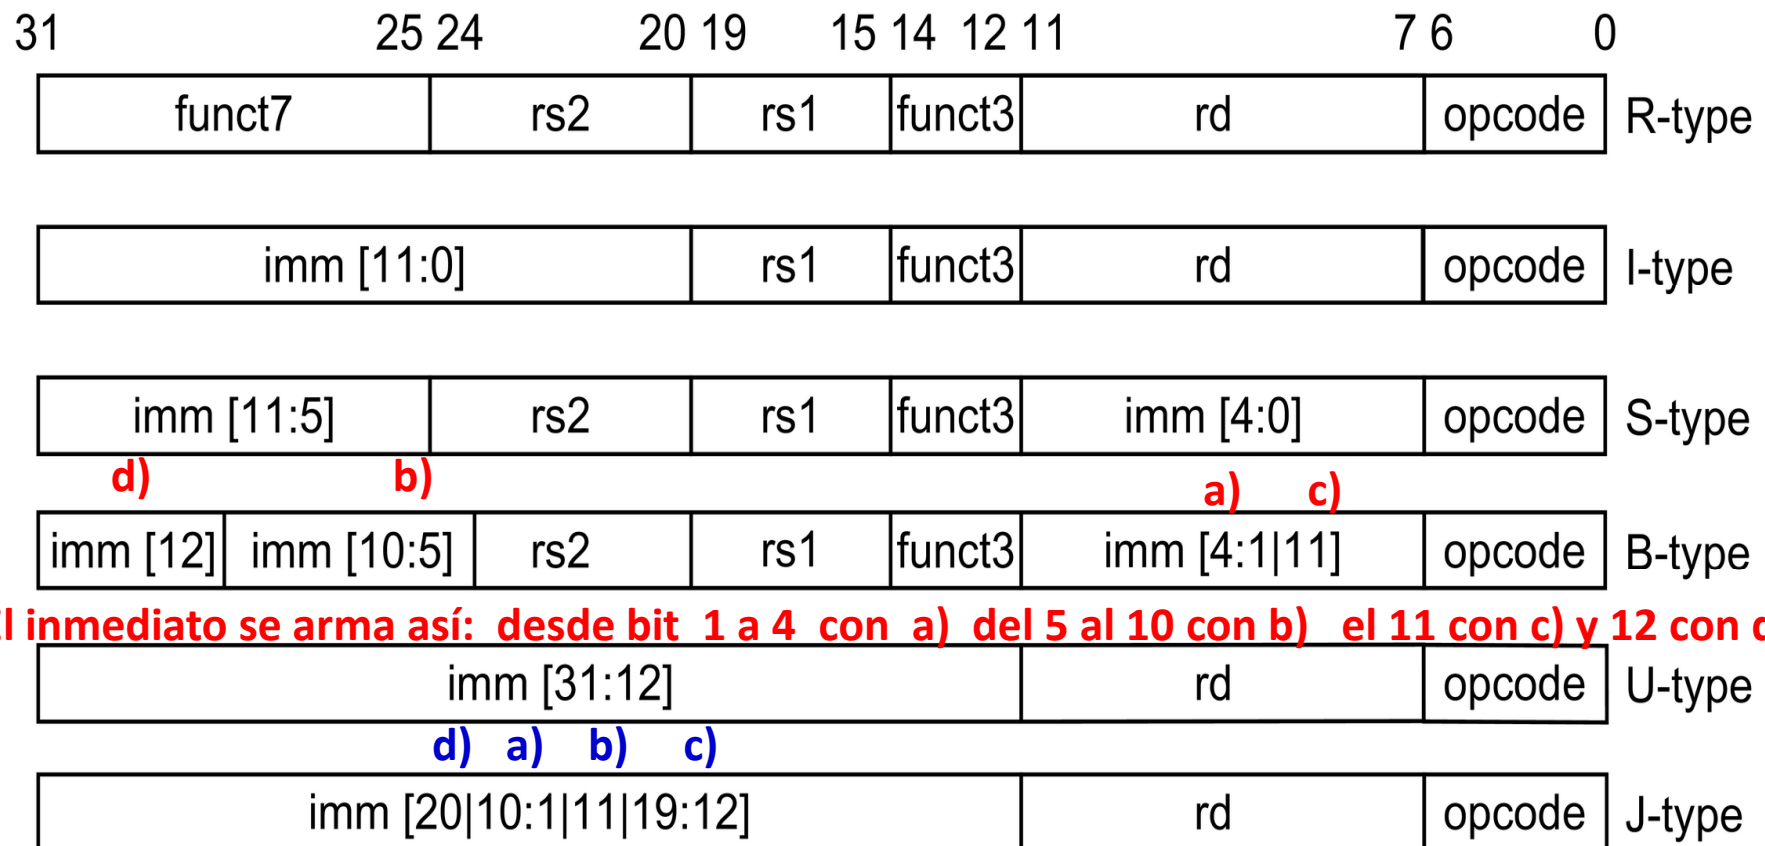 31 25 24 20 19 15 14 12 11 7 6 0
funct7 rs2 rs1 funct3 rd opcode R-type
imm [11:0] rs1 funct3 rd opcode I-type
imm [11:5] rs2 rs1 funct3 imm [4:0] opcode S-type
d) b) a) c)
imm [12] imm [10:5] rs2 rs1 funct3 imm [4:1|11] opcode B-type
El inmediato se arma así: desde bit 1 a 4 con a) del 5 al 10 con b) el 11 con c) y 12 con d
imm [31:12] rd opcode U-type
d) a) b) c)
imm [20|10:1|11|19:12] rd opcode J-type